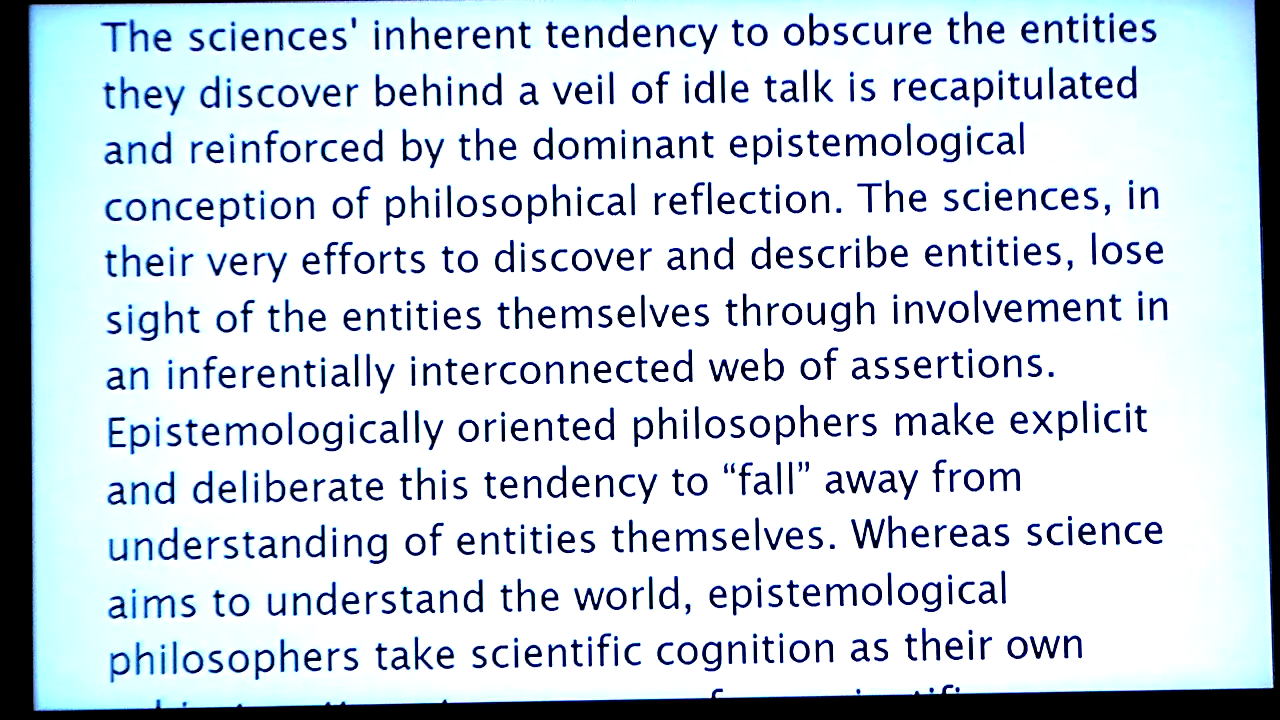 The sciences' inherent tendency to obscure the entities
they discover behind a veil of idle talk is recapitulated
and reinforced by the dominant epistemological
conception of philosophical reflection. The sciences, in
their very efforts to discover and describe entities, lose
sight of the entities themselves through involvement in
an inferentially interconnected web of assertions.
Epistemologically oriented philosophers make explicit
and deliberate this tendency to “fall” away from
understanding of entities themselves. Whereas science
aims to understand the world, epistemological
philosophers take scientific cognition as their own